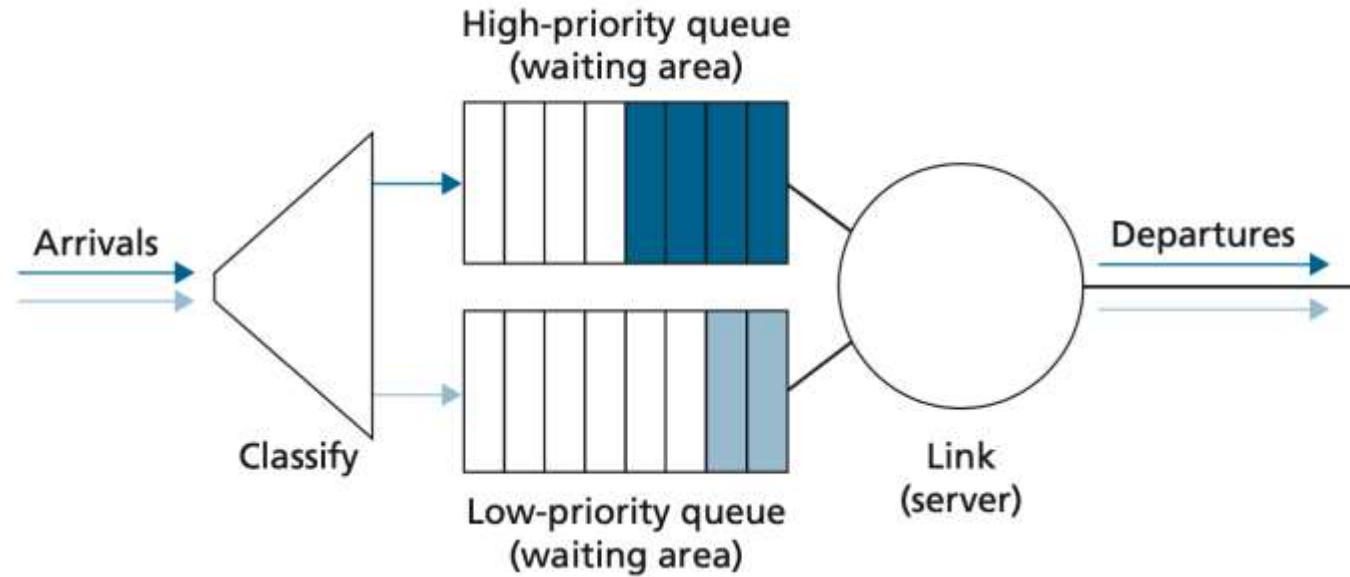 High-priority queue
(waiting area)
Arrivals
Departures
Classify
Link
(server)
Low-priority queue
(waiting area)